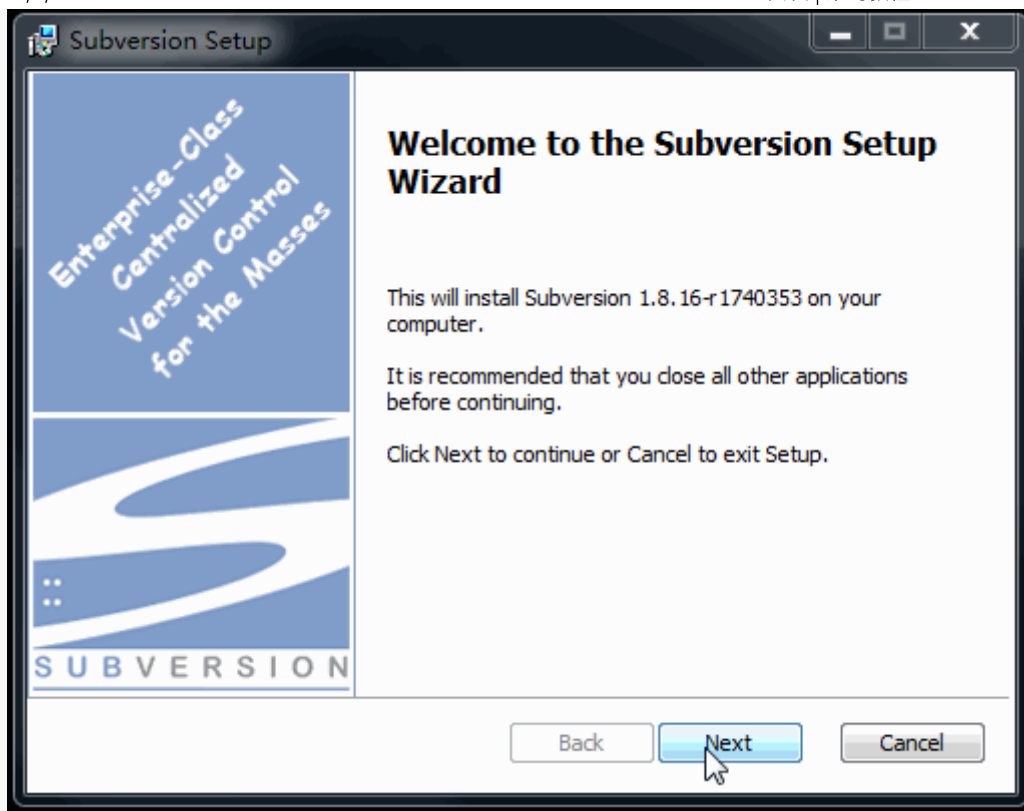 Subversion Setup
Enterprise-Class
Centralized
Version Control
for the Masses
SUBVERSION
Welcome to the Subversion Setup
Wizard
This will install Subversion 1.8.16-r1740353 on your
computer.
It is recommended that you close all other applications
before continuing.
Click Next to continue or Cancel to exit Setup.
Back
Next
Cancel